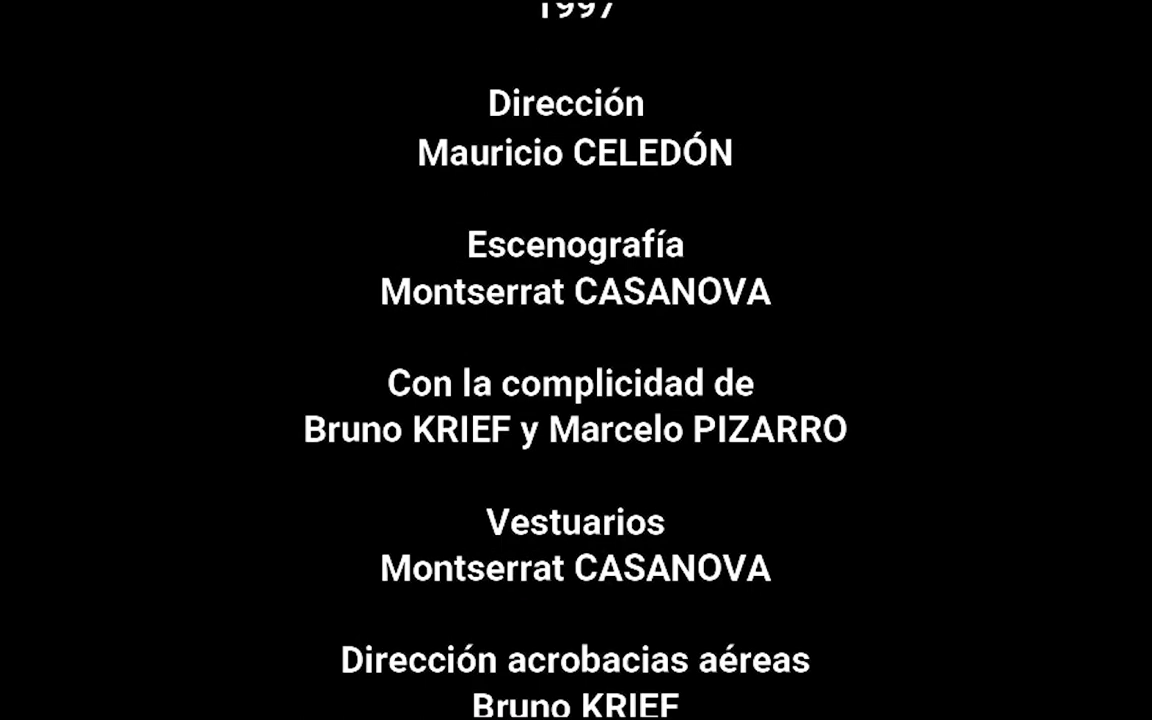 1997
Dirección
Mauricio CELEDÓN
Escenografía
Montserrat CASANOVA
Con la complicidad de
Bruno KRIEF y Marcelo PIZARRO
Vestuarios
Montserrat CASANOVA
Dirección acrobacias aéreas
Bruno KRIEF